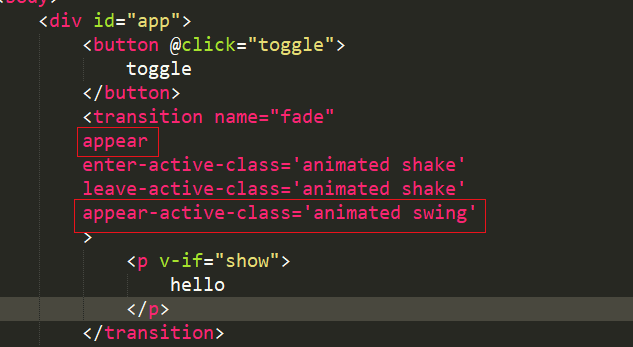 <body>
<div id="app">
<button @click="toggle">
toggle
</button>
<transition name="fade"
appear
enter-active-class='animated shake'
leave-active-class='animated shake'
appear-active-class='animated swing'
>
<p v-if="show">
hello
</p>
</transition>